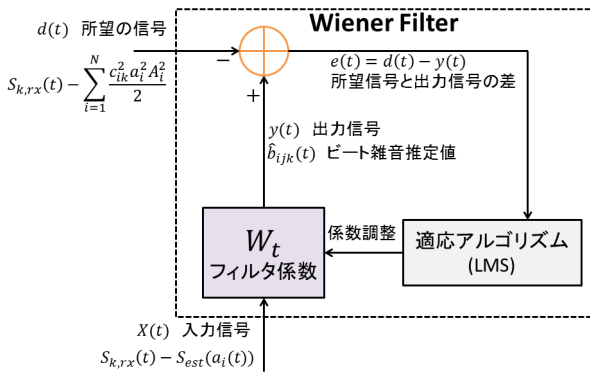 Wiener Filter
d(t) 所望の信号
S_{k,rx}(t) − \sum_{i=1}^{N} \frac{c_{ik}^2 a_i^2 A_i^2}{2}
−
+
e(t) = d(t) − y(t)
所望信号と出力信号の差
y(t) 出力信号
\hat{b}_{ijk}(t) ビート雑音推定値
W_t
フィルタ係数
係数調整
適応アルゴリズム
(LMS)
X(t) 入力信号
S_{k,rx}(t) − S_{est}(a_i(t))